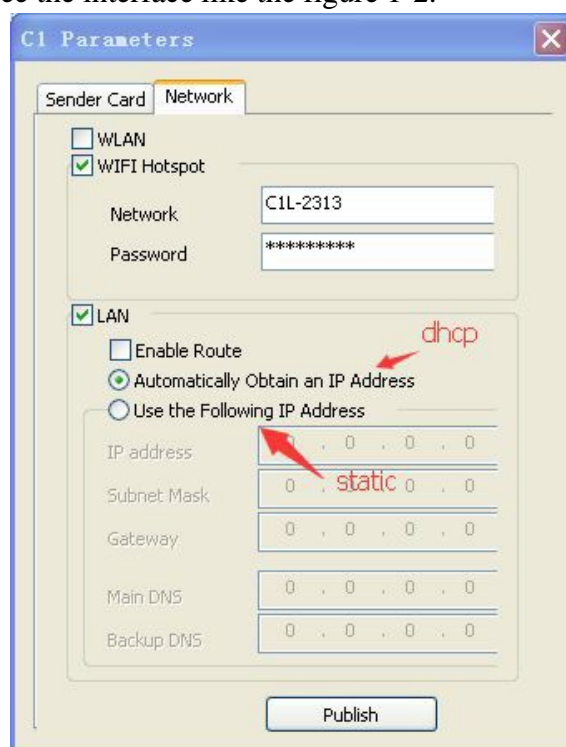 ce the interface like the figure 1-2.
C1 Parameters
Sender Card Network
WLAN
WIFI Hotspot
Network C1L-2313
Password *********
LAN
dhcp
Enable Route
Automatically Obtain an IP Address
Use the Following IP Address
IP address 0 . 0 . 0 . 0
static
Subnet Mask 0 . 0 . 0 . 0
Gateway 0 . 0 . 0 . 0
Main DNS 0 . 0 . 0 . 0
Backup DNS 0 . 0 . 0 . 0
Publish